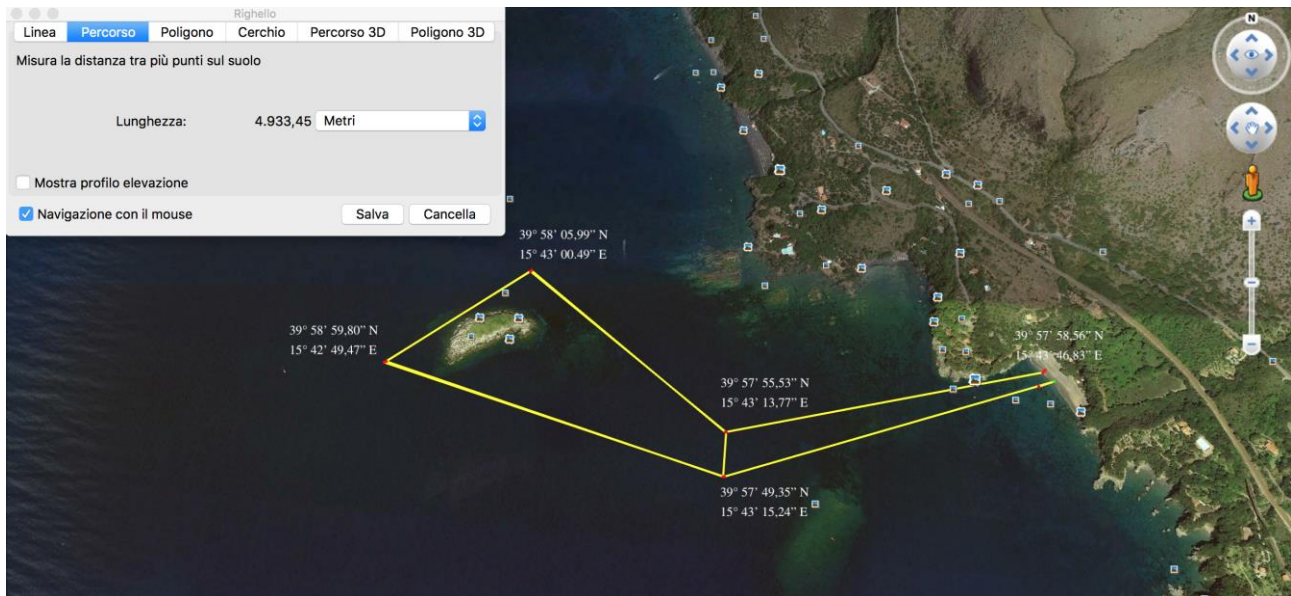 Righello
Linea Percorso Poligono Cerchio Percorso 3D Poligono 3D
Misura la distanza tra più punti sul suolo
Lunghezza: 4.933,45 Metri
Mostra profilo elevazione
Navigazione con il mouse Salva Cancella
N
39° 58' 05,99” N
15° 43' 00.49” E
39° 58’ 59,80” N
15° 42’ 49,47” E
39° 57’ 58,56” N
15° 43’ 46,83” E
39° 57’ 55,53” N
15° 43’ 13,77” E
39° 57’ 49,35” N
15° 43’ 15,24” E